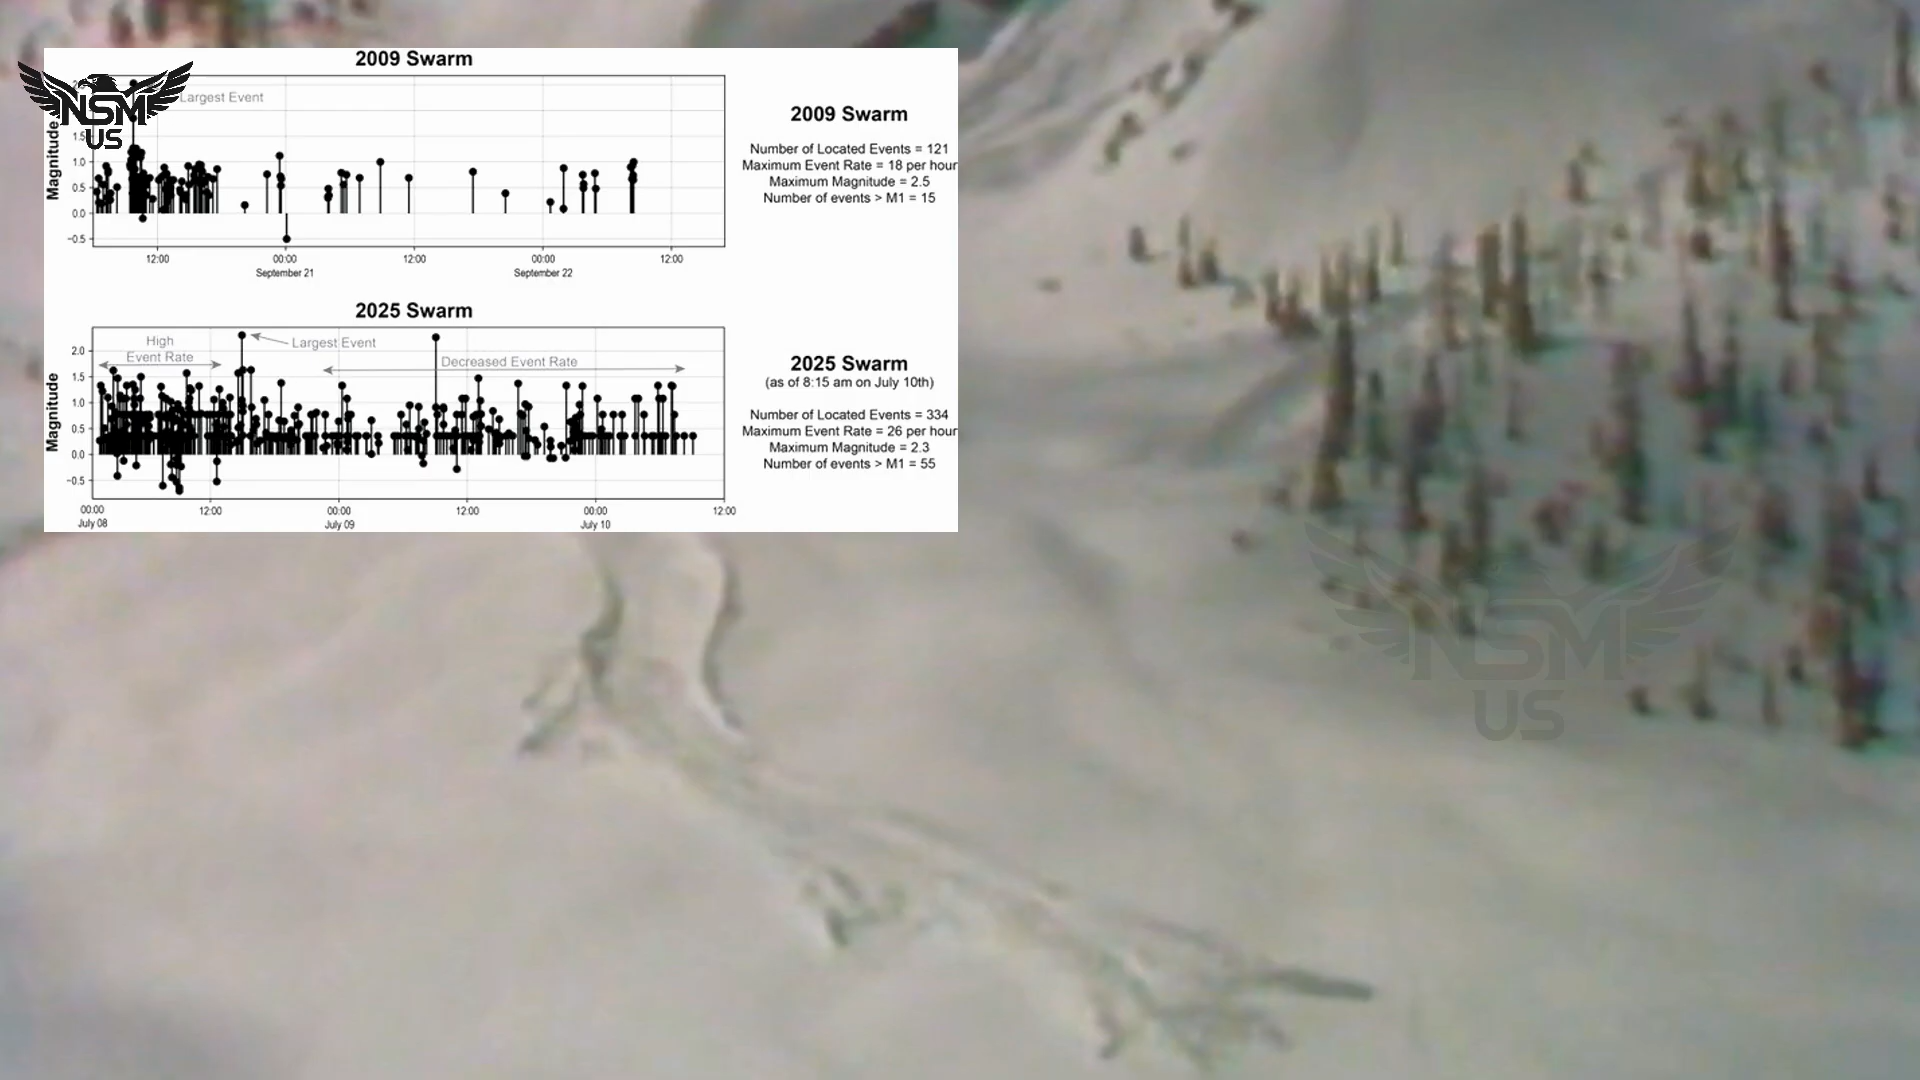 2009 Swarm
NSM
US
Largest Event
Magnitude
1.5
1.0
0.5
0.0
−0.5
12:00 00:00 12:00 00:00 12:00
September 21 September 22
2009 Swarm
Number of Located Events = 121
Maximum Event Rate = 18 per hour
Maximum Magnitude = 2.5
Number of events > M1 = 15
2025 Swarm
High
Event Rate
Largest Event
Decreased Event Rate
Magnitude
2.0
1.5
1.0
0.5
0.0
−0.5
00:00 12:00 00:00 12:00 00:00 12:00
July 08 July 09 July 10
2025 Swarm
(as of 8:15 am on July 10th)
Number of Located Events = 334
Maximum Event Rate = 26 per hour
Maximum Magnitude = 2.3
Number of events > M1 = 55
NSM
US